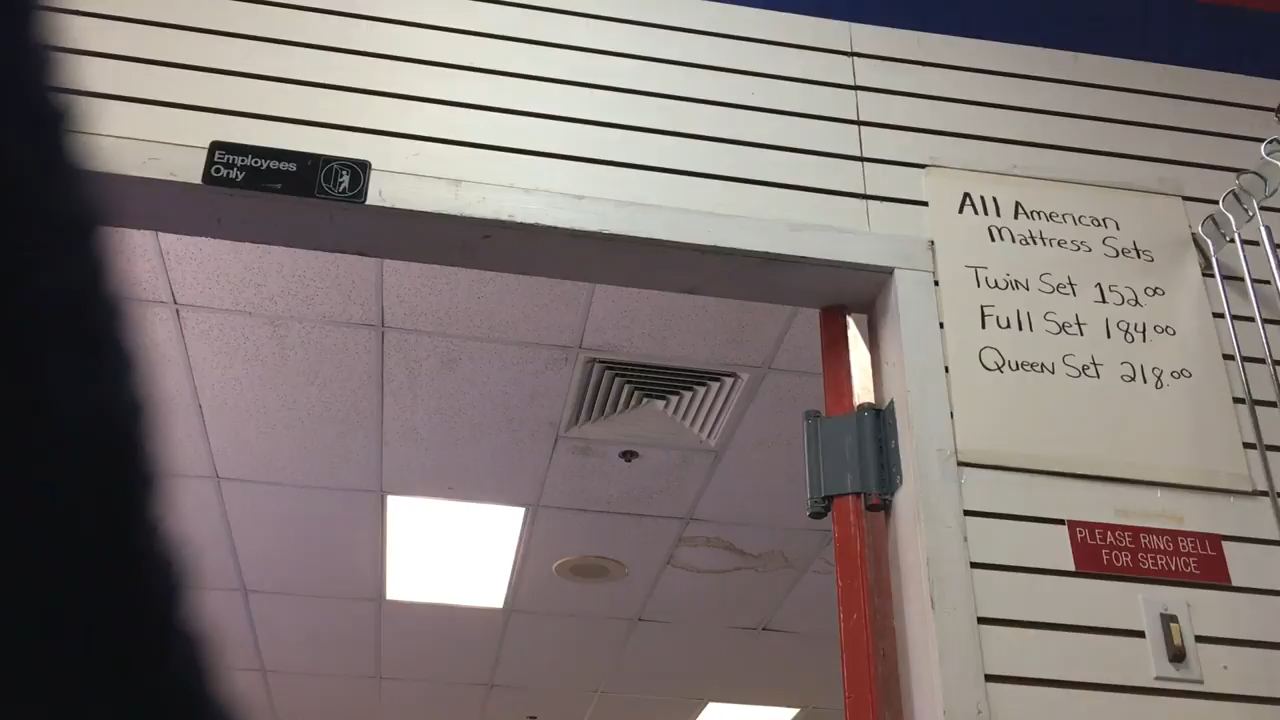 Employees
Only
All American
Mattress Sets
Twin Set 152.00
Full Set 184.00
Queen Set 218.00
PLEASE RING BELL
FOR SERVICE